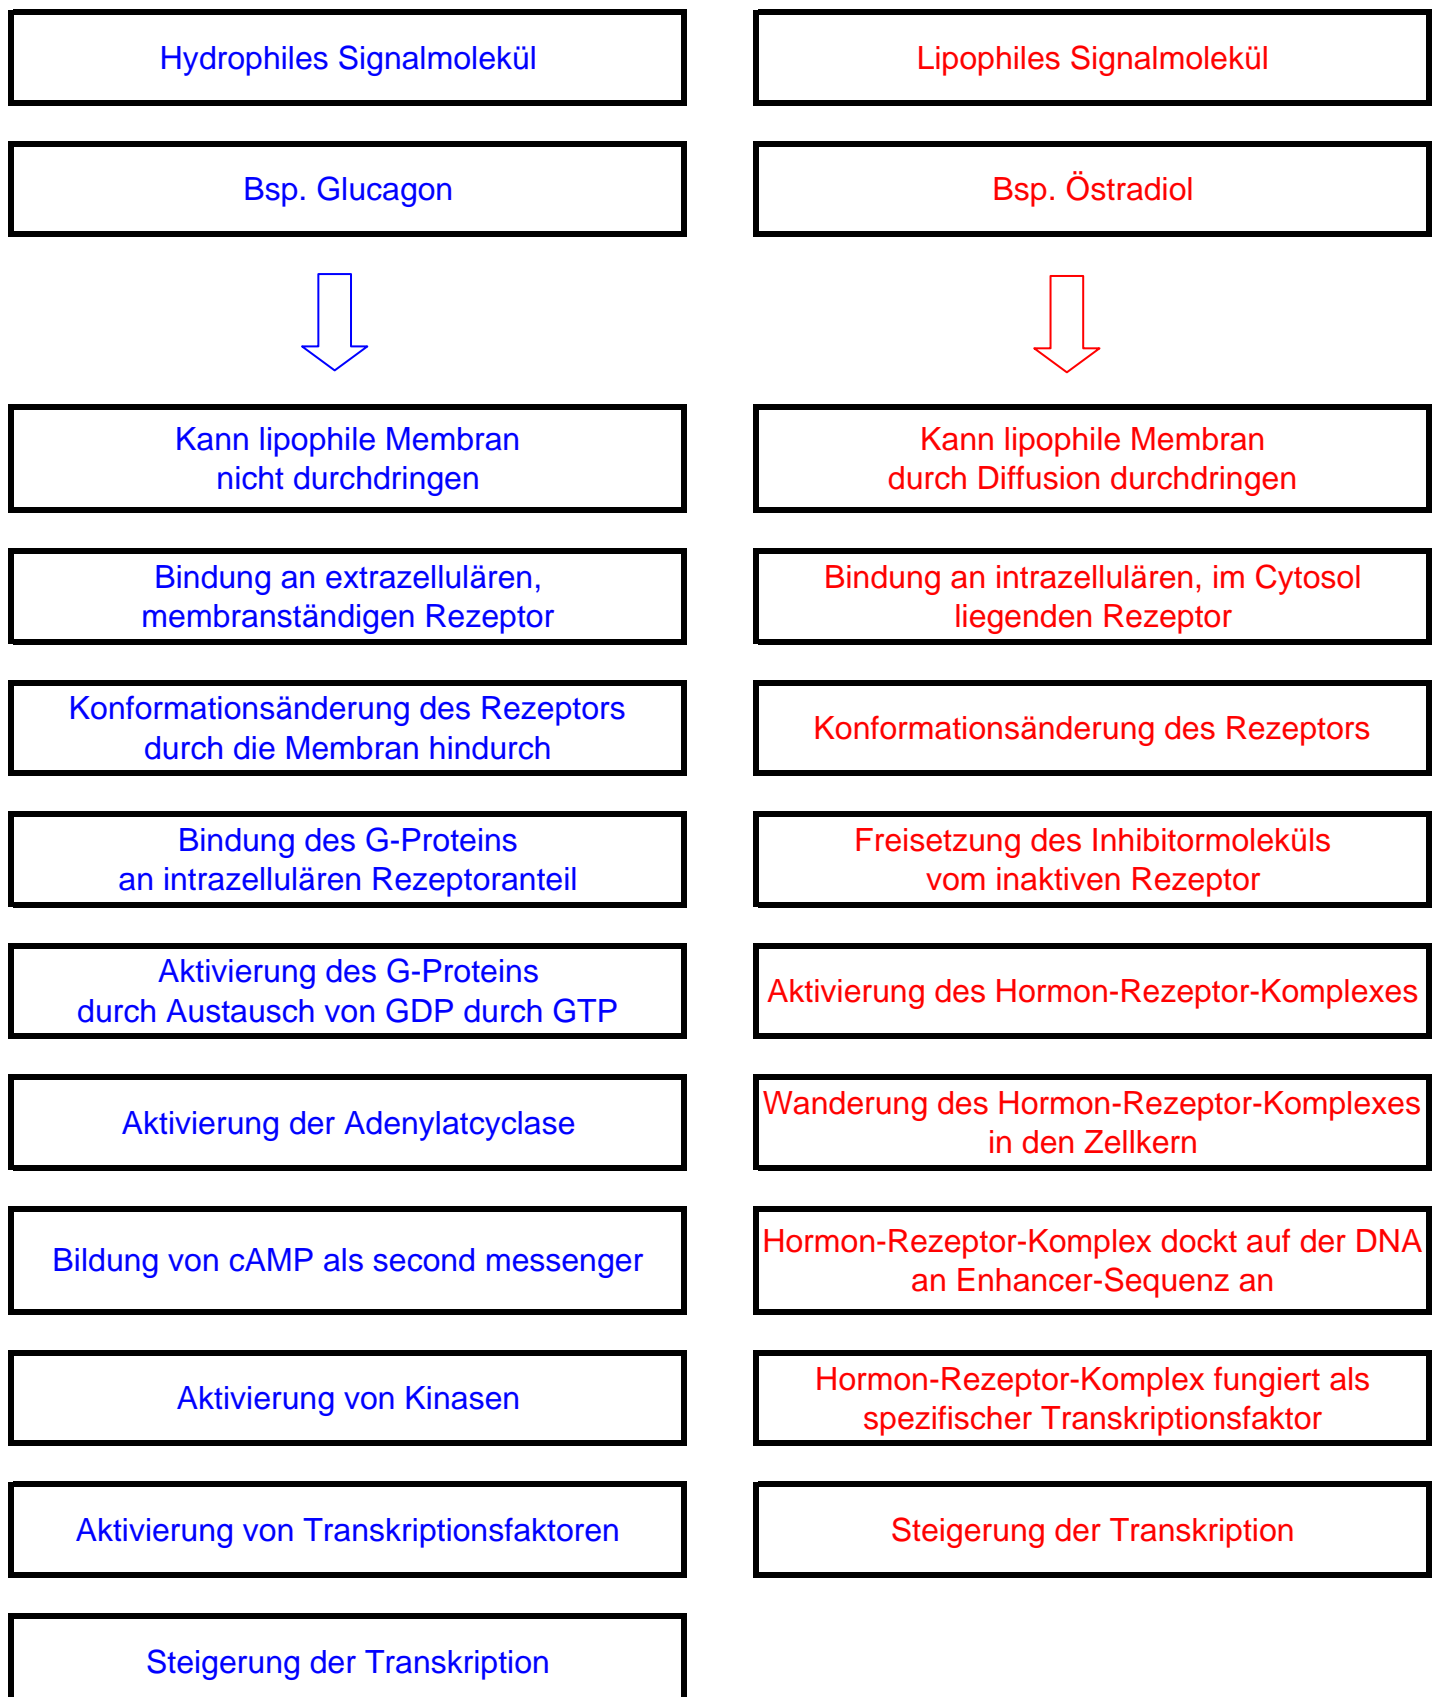 Hydrophiles Signalmolekül
Bsp. Glucagon
Kann lipophile Membran
nicht durchdringen
Bindung an extrazellulären,
membranständigen Rezeptor
Konformationsänderung des Rezeptors
durch die Membran hindurch
Bindung des G-Proteins
an intrazellulären Rezeptoranteil
Aktivierung des G-Proteins
durch Austausch von GDP durch GTP
Aktivierung der Adenylatcyclase
Bildung von cAMP als second messenger
Aktivierung von Kinasen
Aktivierung von Transkriptionsfaktoren
Steigerung der Transkription
Lipophiles Signalmolekül
Bsp. Östradiol
Kann lipophile Membran
durch Diffusion durchdringen
Bindung an intrazellulären, im Cytosol
liegenden Rezeptor
Konformationsänderung des Rezeptors
Freisetzung des Inhibitormoleküls
vom inaktiven Rezeptor
Aktivierung des Hormon-Rezeptor-Komplexes
Wanderung des Hormon-Rezeptor-Komplexes
in den Zellkern
Hormon-Rezeptor-Komplex dockt auf der DNA
an Enhancer-Sequenz an
Hormon-Rezeptor-Komplex fungiert als
spezifischer Transkriptionsfaktor
Steigerung der Transkription